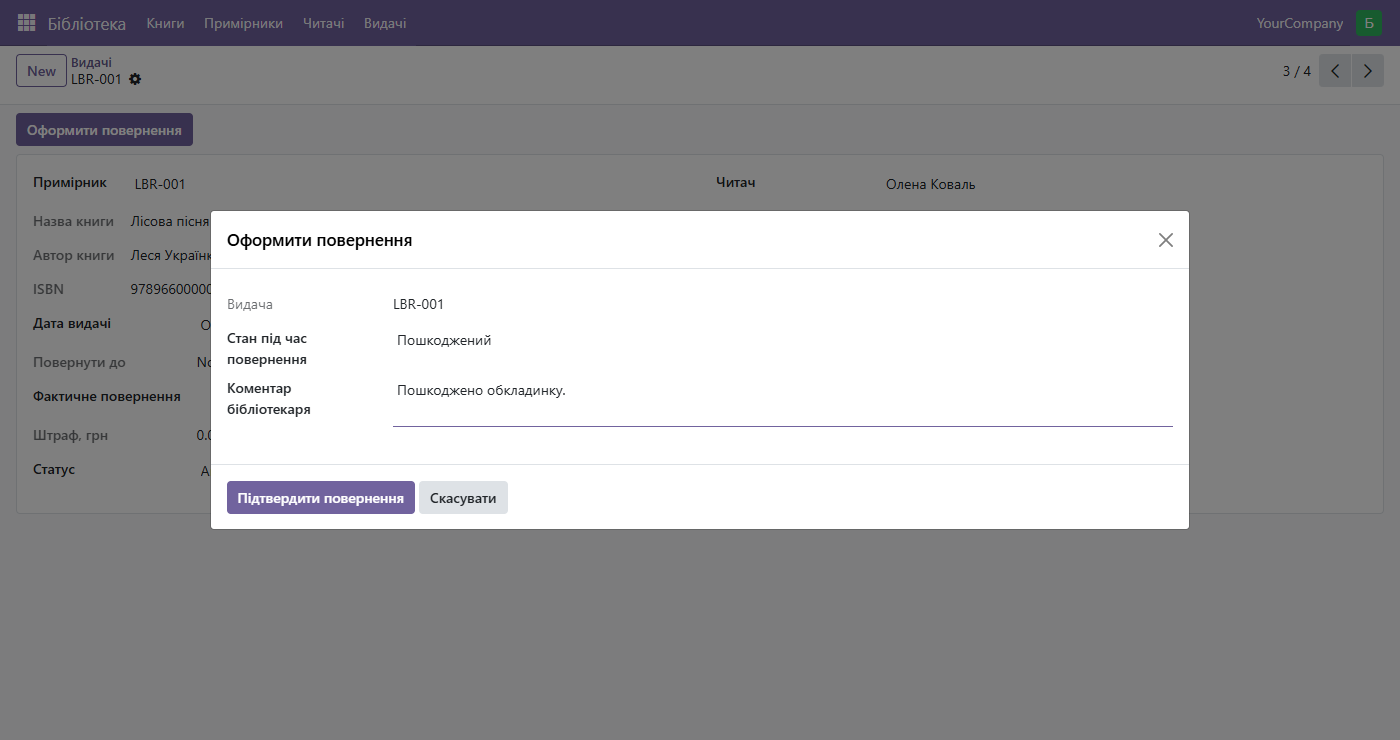 Бібліотека Книги Примірники Читачі Видачі YourCompany Б
New Видачі
LBR-001 3 / 4
Оформити повернення
Примірник LBR-001 Читач Олена Коваль
Назва книги Лісова пісня
Автор книги Леся
ISBN
Дата видачі
Повернути до
Фактичне повернення
Штраф, грн
Статус
Оформити повернення
Видача LBR-001
Стан під час
повернення
Пошкоджений
Коментар
бібліотекаря
Пошкоджено обкладинку.
Підтвердити повернення Скасувати